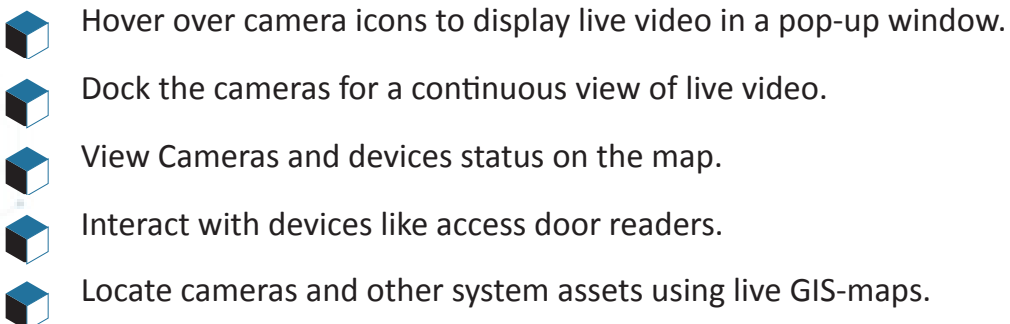 Hover over camera icons to display live video in a pop-up window.
Dock the cameras for a continuous view of live video.
View Cameras and devices status on the map.
Interact with devices like access door readers.
Locate cameras and other system assets using live GIS-maps.